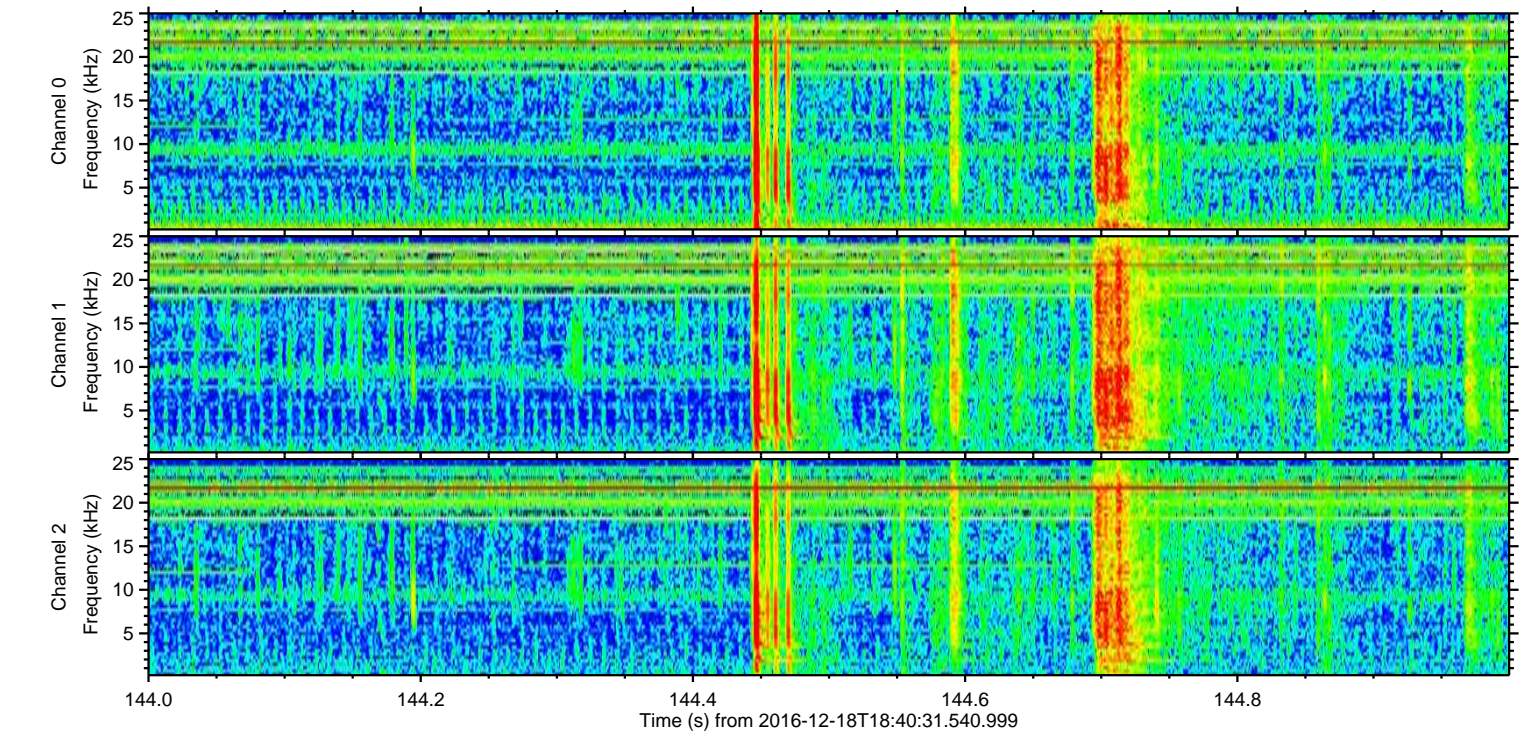 25
20
15
10
5
Channel 0
Frequency (kHz)
25
20
15
10
5
Channel 1
Frequency (kHz)
25
20
15
10
5
Channel 2
Frequency (kHz)
144.0 144.2 144.4 144.6 144.8
Time (s) from 2016-12-18T18:40:31.540.999